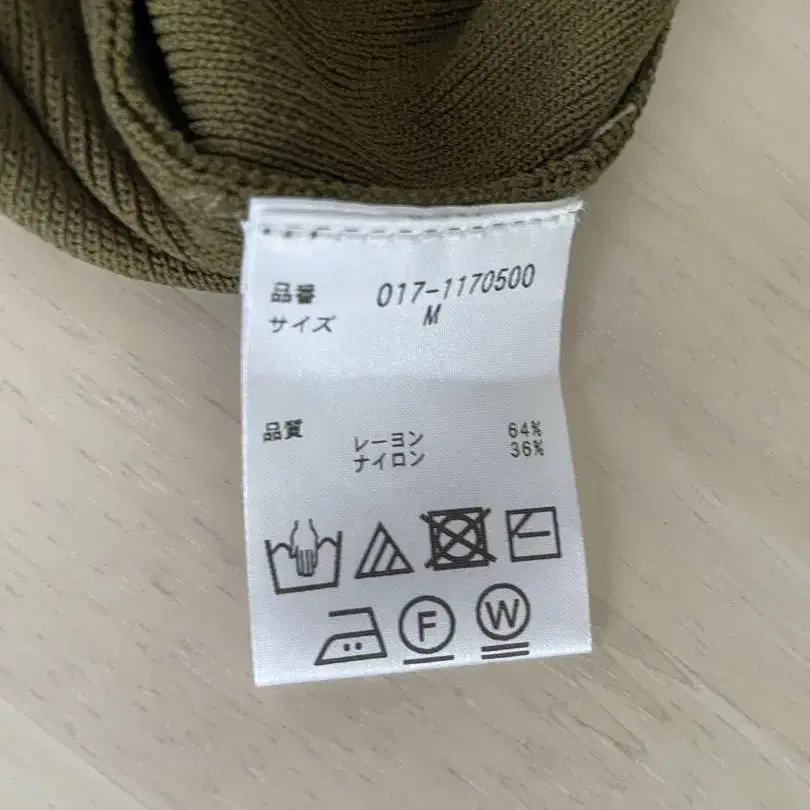 品番 017-1170500
サイズ M
品質
レーヨン 64%
ナイロン 36%
F W